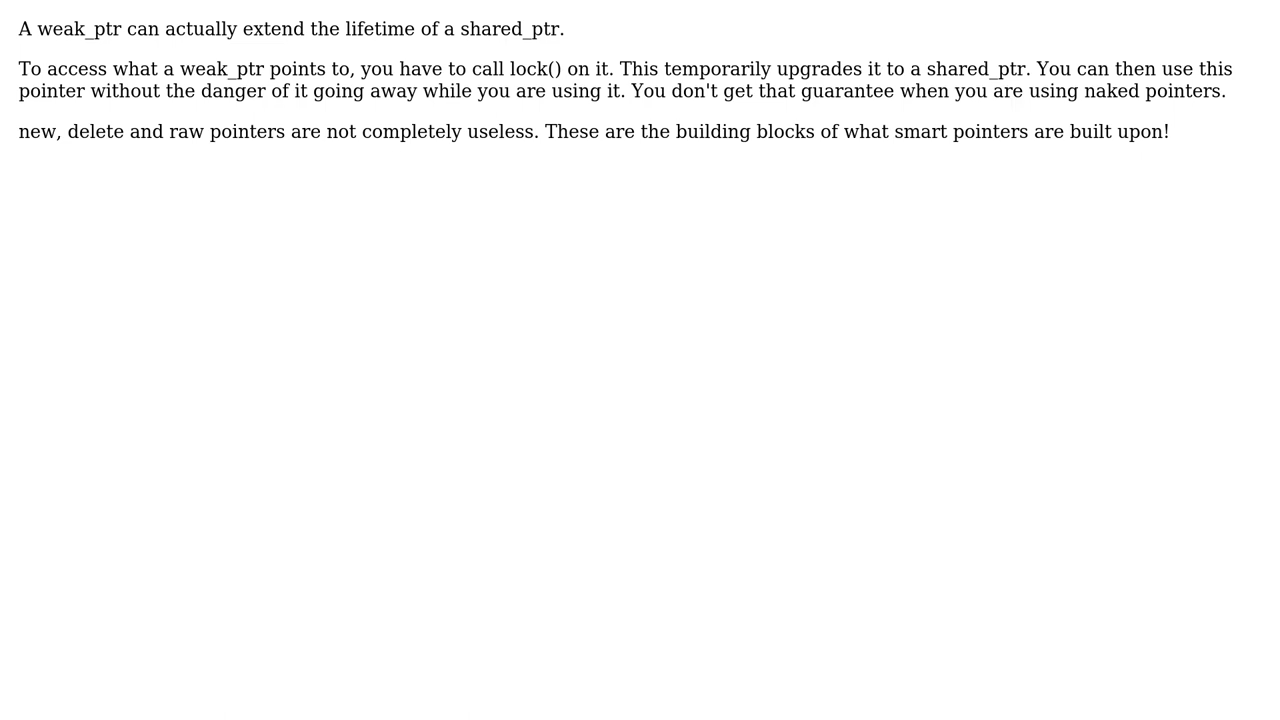 A weak_ptr can actually extend the lifetime of a shared_ptr.
To access what a weak_ptr points to, you have to call lock() on it. This temporarily upgrades it to a shared_ptr. You can then use this
pointer without the danger of it going away while you are using it. You don't get that guarantee when you are using naked pointers.
new, delete and raw pointers are not completely useless. These are the building blocks of what smart pointers are built upon!